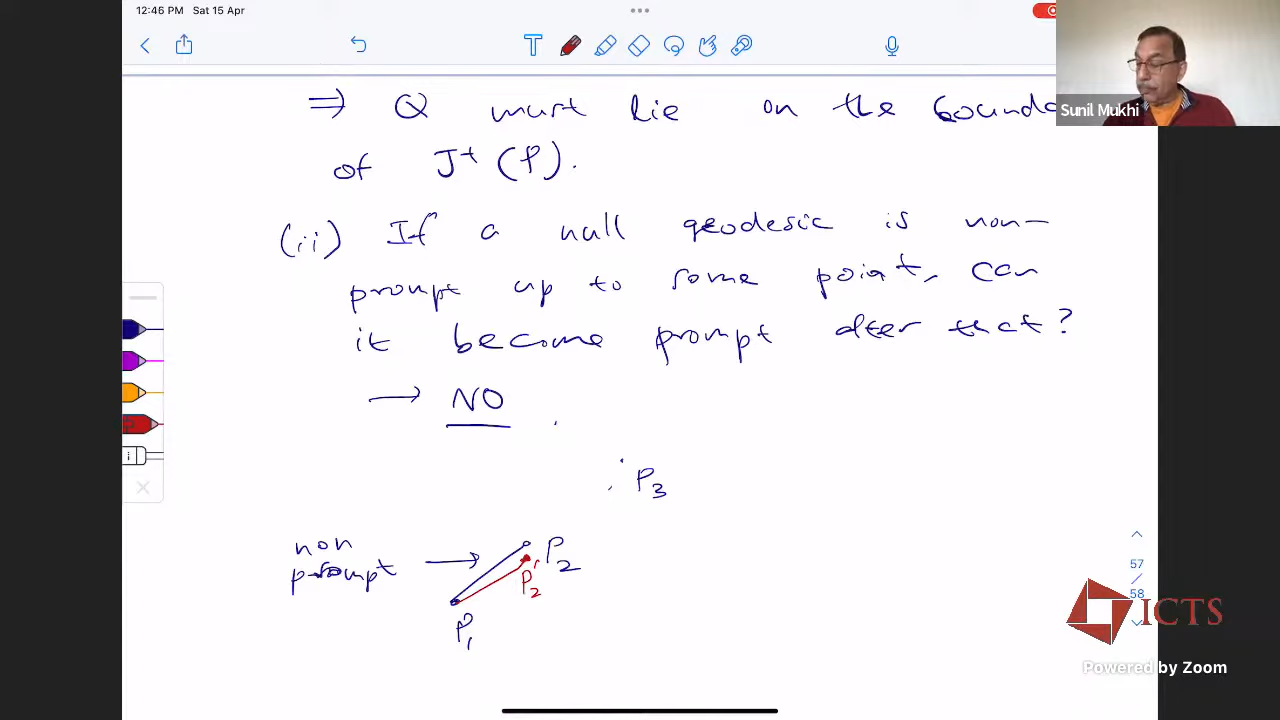 12:46 PM Sat 15 Apr
⇒ Q must lie on the bounda
of J⁺ (P).
(ii) If a null geodesic is non-
prompt up to some point, can
it become prompt after that?
→ NO
P₃
non
prompt → P₂
P₂'
P₁
Sunil Mukhi
T
i
57
/
58
ICTS
Powered by Zoom